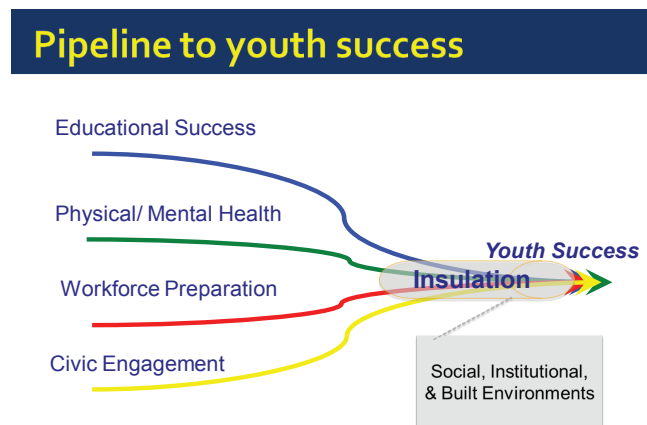 Pipeline to youth success
Educational Success
Physical/ Mental Health
Youth Success
Insulation
Workforce Preparation
Civic Engagement
Social, Institutional,
& Built Environments